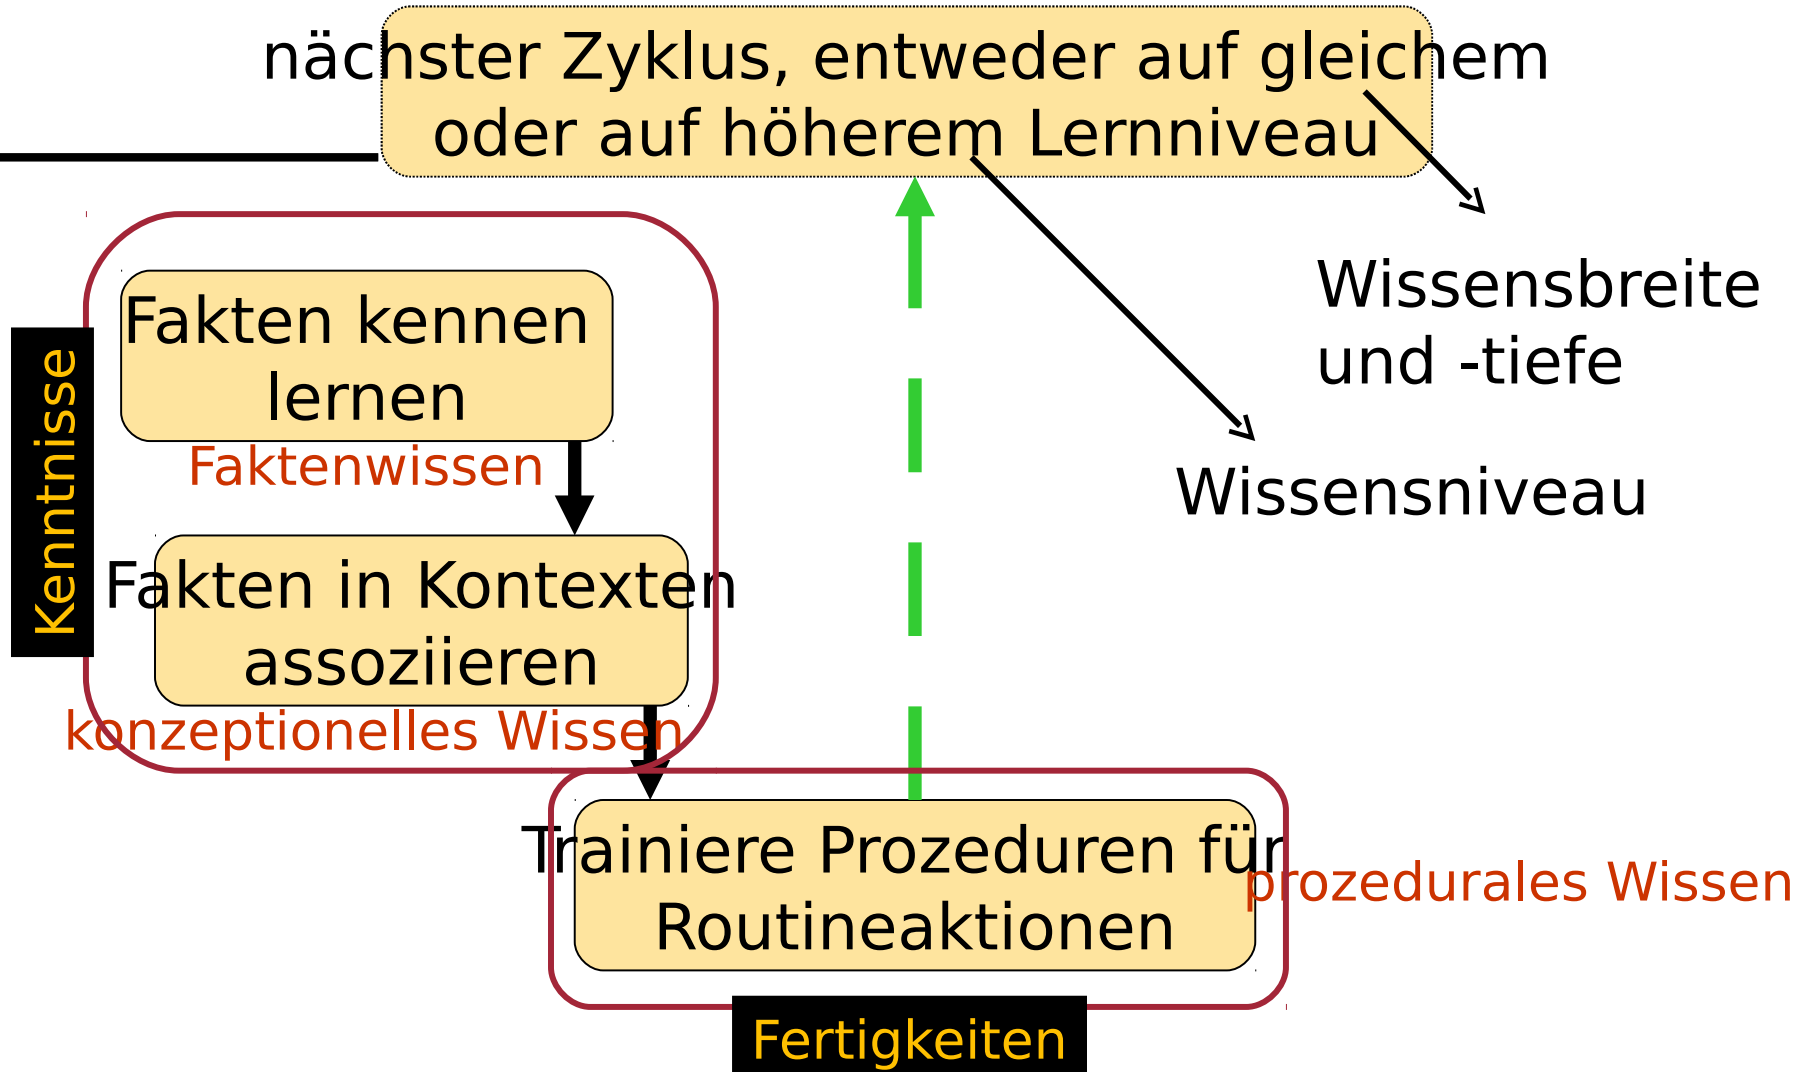 nächster Zyklus, entweder auf gleichem
oder auf höherem Lernniveau
Wissensbreite
und -tiefe
Wissensniveau
Kenntnisse
Fakten kennen
lernen
Faktenwissen
Fakten in Kontexten
assoziieren
konzeptionelles Wissen
Trainiere Prozeduren für
Routineaktionen
prozedurales Wissen
Fertigkeiten